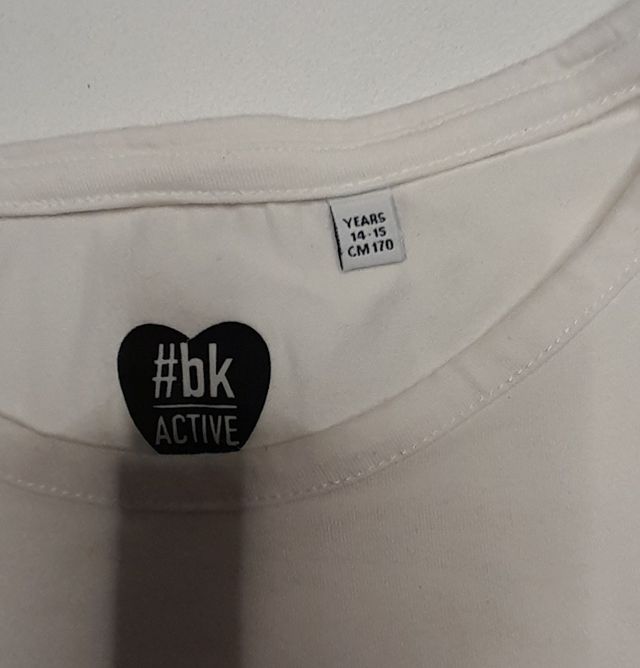 YEARS
14-15
CM 170
#bk
ACTIVE